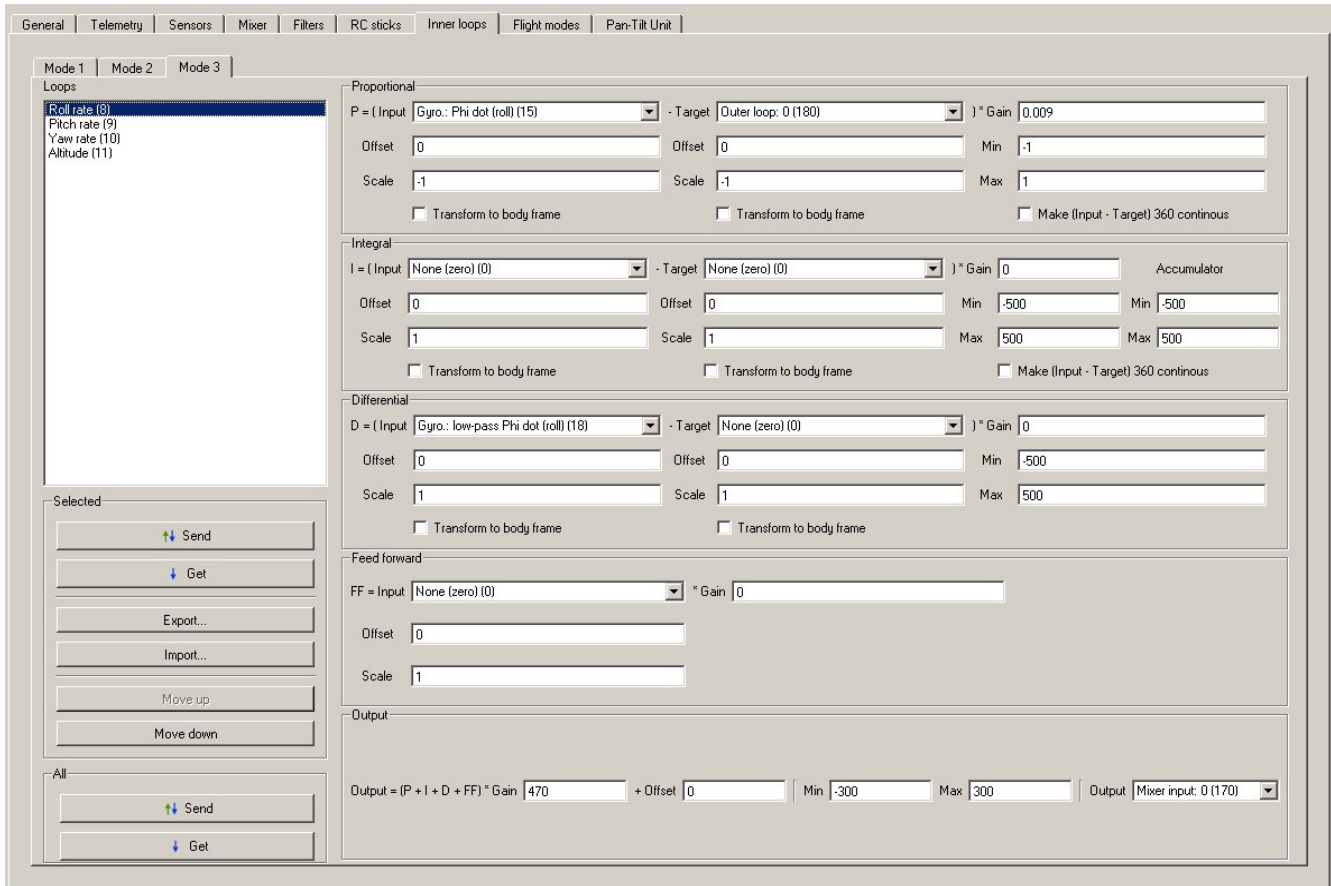 General Telemetry Sensors Mixer Filters RC sticks Inner loops Flight modes Pan-Tilt Unit
Mode 1 Mode 2 Mode 3
Loops
Roll rate (8)
Pitch rate (9)
Yaw rate (10)
Altitude (11)
Selected
Send
Get
Export...
Import...
Move up
Move down
All
Send
Get
Proportional
P = ( Input Gyro.: Phi dot (roll) (15) - Target Outer loop: 0 (180) ) * Gain 0.009
Offset 0 Offset 0 Min -1
Scale -1 Scale -1 Max 1
Transform to body frame Transform to body frame Make (Input - Target) 360 continous
Integral
I = ( Input None (zero) (0) - Target None (zero) (0) ) * Gain 0 Accumulator
Offset 0 Offset 0 Min -500 Min -500
Scale 1 Scale 1 Max 500 Max 500
Transform to body frame Transform to body frame Make (Input - Target) 360 continous
Differential
D = ( Input Gyro.: low-pass Phi dot (roll) (18) - Target None (zero) (0) ) * Gain 0
Offset 0 Offset 0 Min -500
Scale 1 Scale 1 Max 500
Transform to body frame Transform to body frame
Feed forward
FF = Input None (zero) (0) * Gain 0
Offset 0
Scale 1
Output
Output = (P + I + D + FF) * Gain 470 + Offset 0 Min -300 Max 300 Output Mixer input: 0 (170)